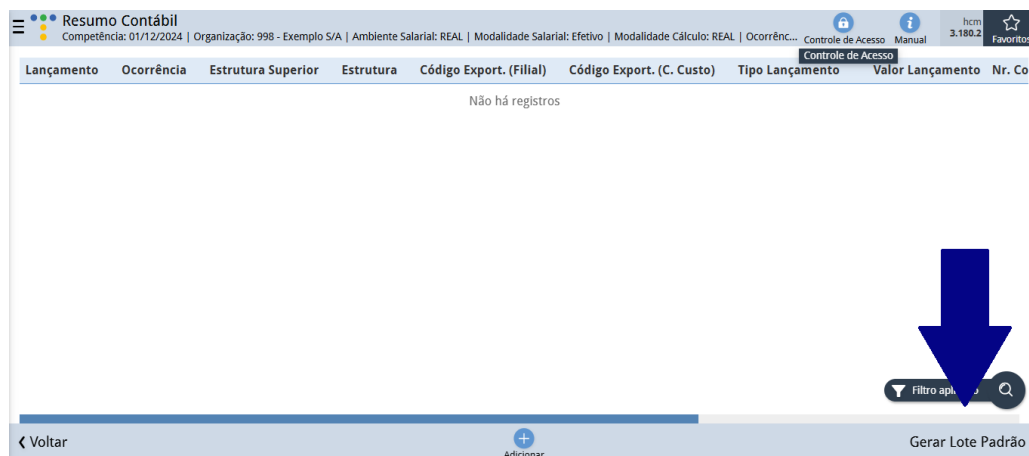 Resumo Contábil
Competência: 01/12/2024 | Organização: 998 - Exemplo S/A | Ambiente Salarial: REAL | Modalidade Salarial: Efetivo | Modalidade Cálculo: REAL | Ocorrênc...
Controle de Acesso
Manual
hcm
3.180.2
Favoritos
Controle de Acesso
Lançamento Ocorrência Estrutura Superior Estrutura Código Export. (Filial) Código Export. (C. Custo) Tipo Lançamento Valor Lançamento Nr. Co
Não há registros
Filtro
Voltar
Adicionar
Gerar Lote Padrão